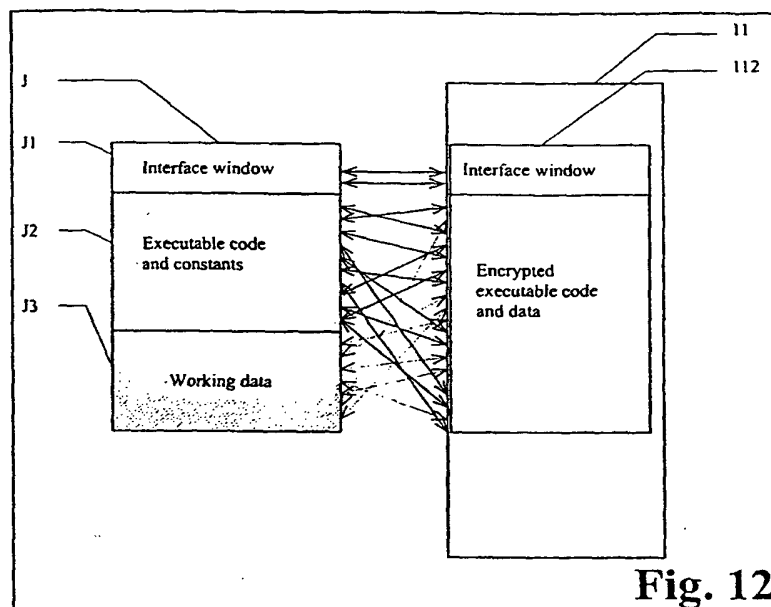 11
J
112
J1
Interface window
Interface window
J2
Executable code
and constants
Encrypted
executable code
and data
J3
Working data
Fig. 12